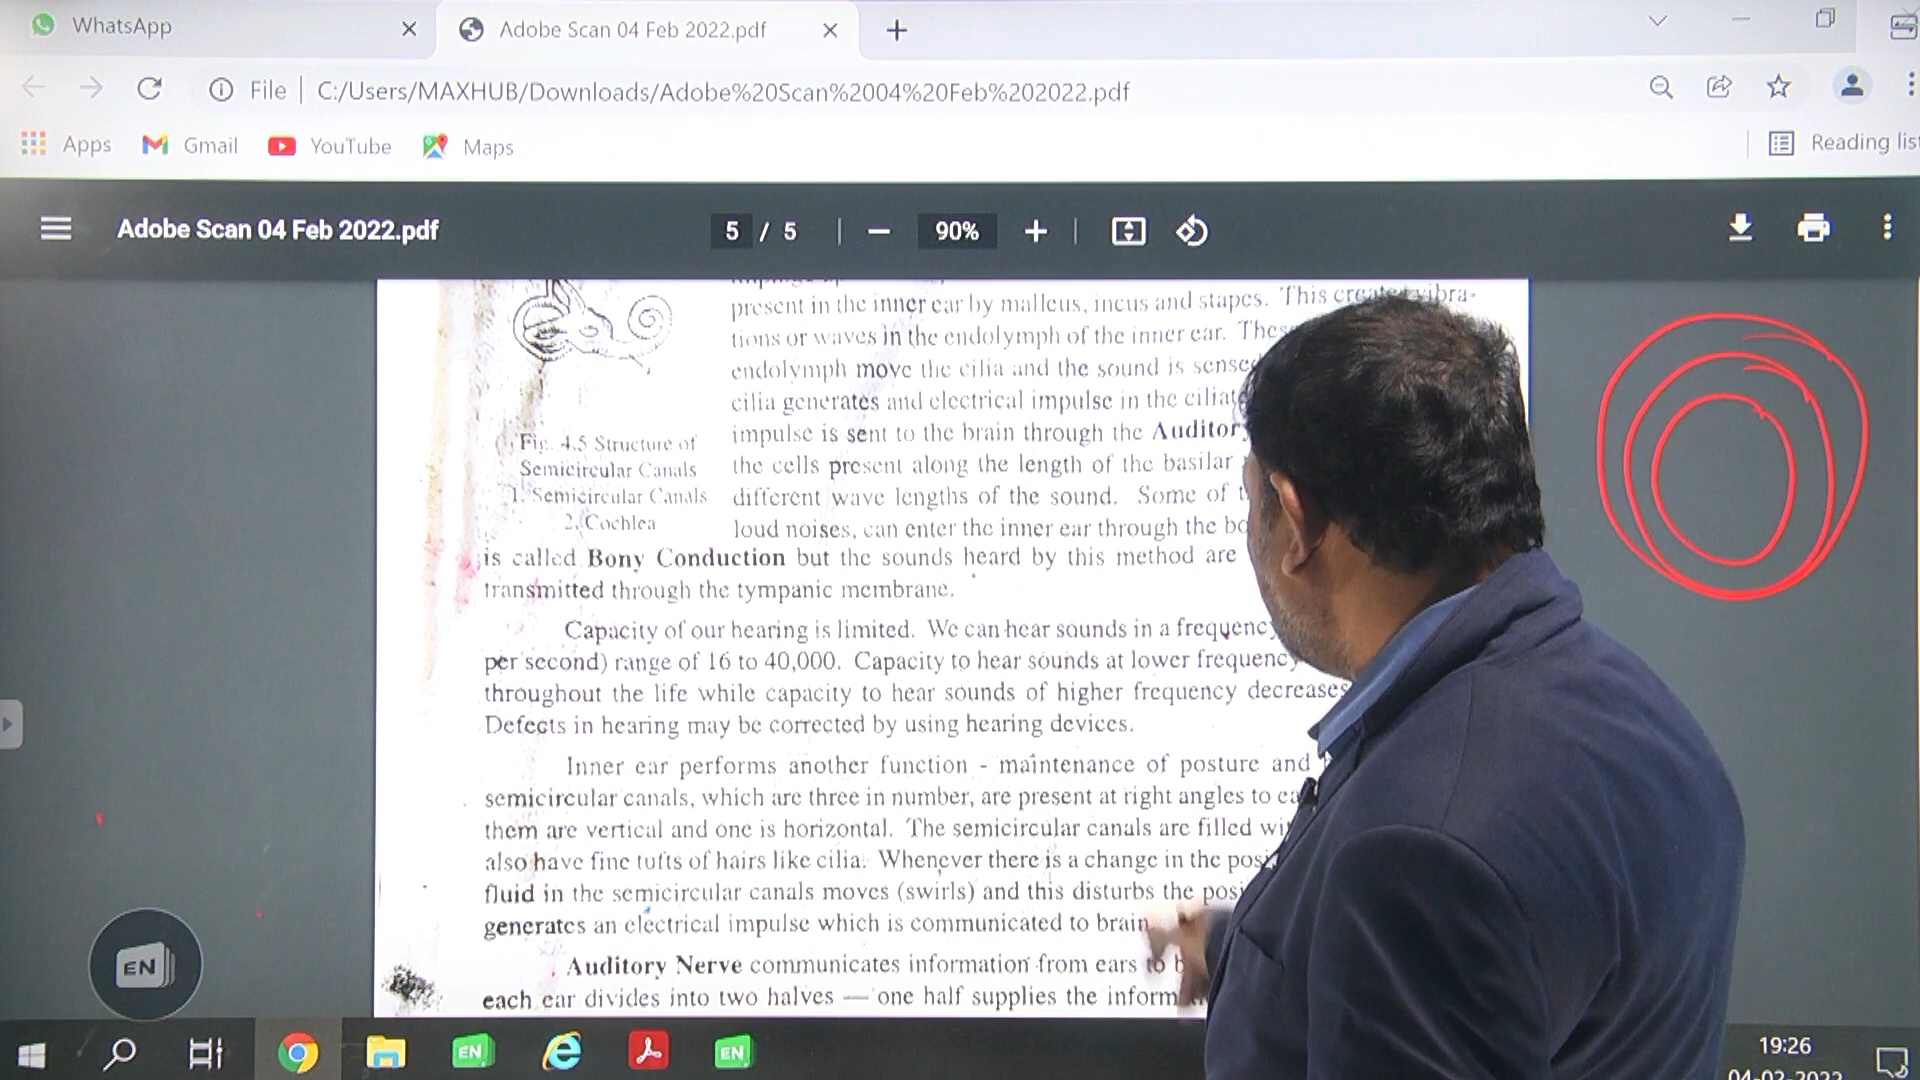 WhatsApp
Adobe Scan 04 Feb 2022.pdf
File
C:/Users/MAXHUB/Downloads/Adobe%20Scan%2004%20Feb%202022.pdf
Apps
Gmail
YouTube
Maps
Reading list
Adobe Scan 04 Feb 2022.pdf
5 / 5
90%
present in the inner ear by malleus, incus and stapes. This creates vibra-
tions or waves in the endolymph of the inner ear. These
endolymph move the cilia and the sound is sensed
cilia generates and electrical impulse in the ciliate
impulse is sent to the brain through the Auditory
the cells present along the length of the basilar
different wave lengths of the sound. Some of
loud noises, can enter the inner ear through the
Fig. 4.5 Structure of
Semicircular Canals
1. Semicircular Canals
2. Cochlea
is called Bony Conduction but the sounds heard by this method are
transmitted through the tympanic membrane.
Capacity of our hearing is limited. We can hear sounds in a frequency
per second) range of 16 to 40,000. Capacity to hear sounds at lower frequency
throughout the life while capacity to hear sounds of higher frequency decreases
Defects in hearing may be corrected by using hearing devices.
Inner ear performs another function - maintenance of posture and
semicircular canals, which are three in number, are present at right angles to
them are vertical and one is horizontal. The semicircular canals are filled
also have fine tufts of hairs like cilia. Whenever there is a change in the
fluid in the semicircular canals moves (swirls) and this disturbs the
generates an electrical impulse which is communicated to brain
Auditory Nerve communicates information from ears to
each ear divides into two halves — one half supplies the
EN
EN
EN
19:26
04-02-2022